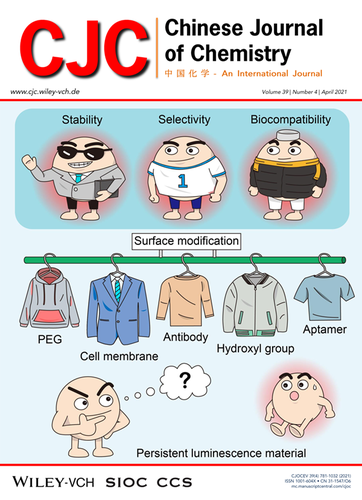 CJC
Chinese Journal
of Chemistry
中国化学 - An International Journal
www.cjc.wiley-vch.de
Volume 39 | Number 4 | April 2021
Stability
Selectivity
Biocompatibility
1
Surface modification
PEG
Cell membrane
Antibody
Hydroxyl group
Aptamer
?
Persistent luminescence material
WILEY-VCH SIOC CCS
CJOCEV 39(4) 781-1032 (2021)
ISSN 1001-604X • CN 31-1547/O6
mc.manuscriptcentral.com/cjoc